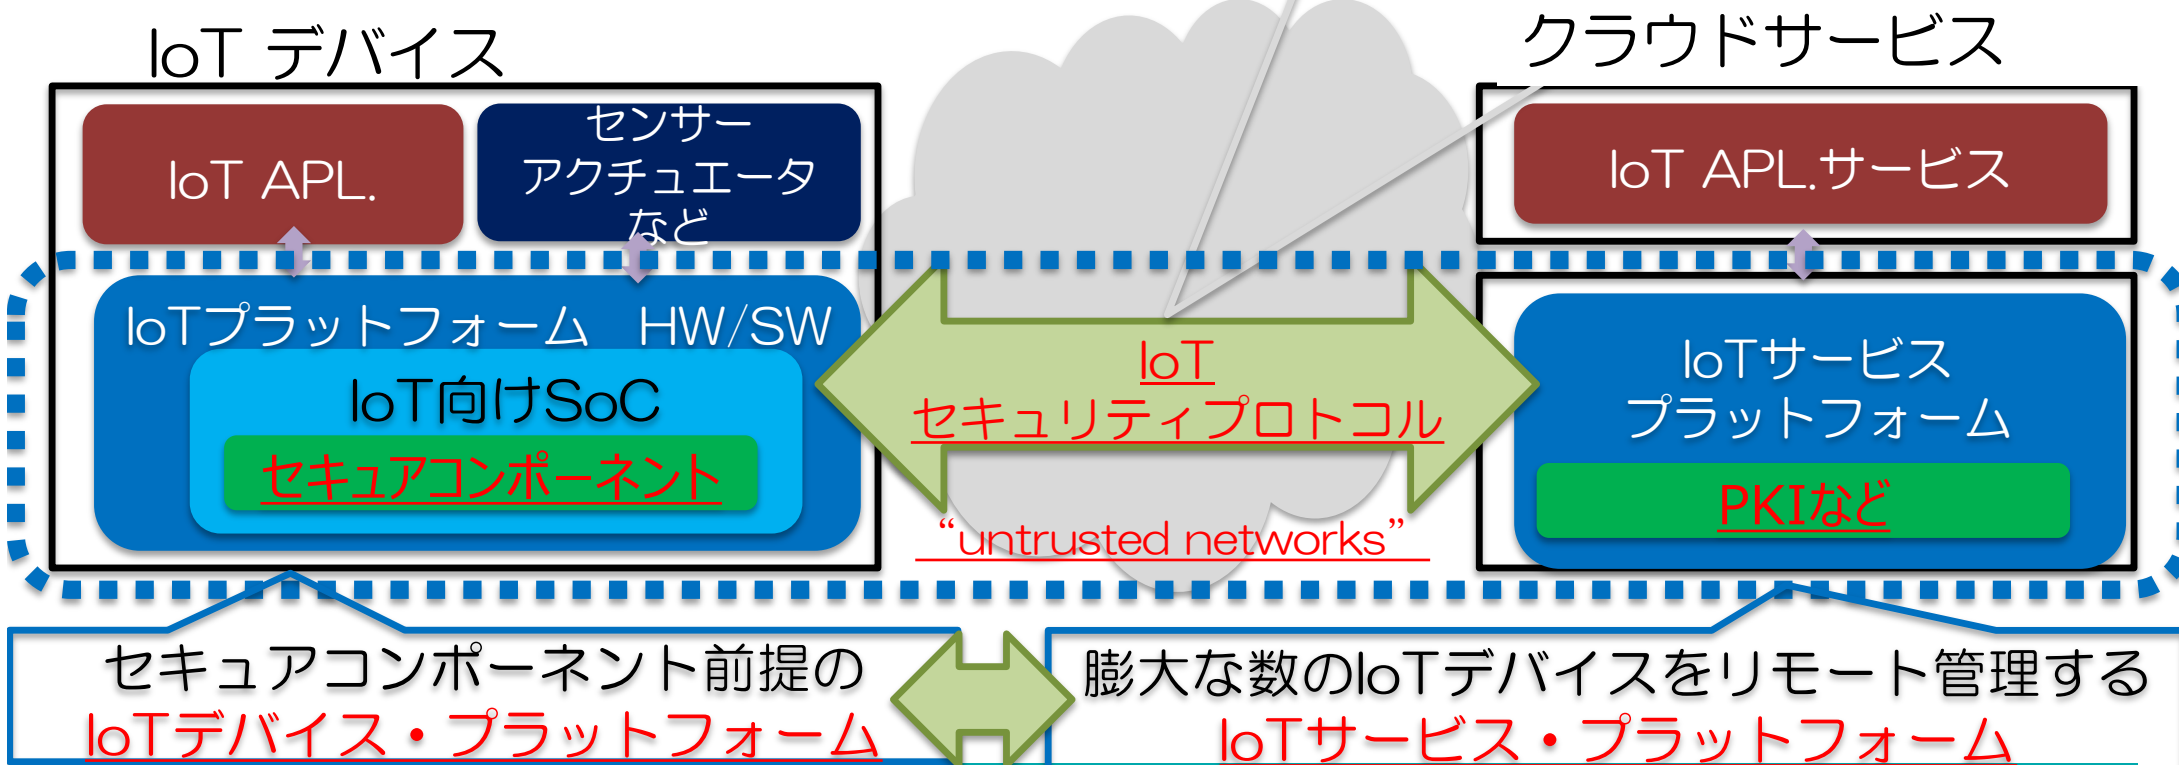 IoT デバイス
クラウドサービス
IoT APL.
センサー
アクチュエータ
など
IoT APL.サービス
IoTプラットフォーム　HW/SW
IoT向けSoC
セキュアコンポーネント
IoT
セキュリティプロトコル
“untrusted networks”
IoTサービス
プラットフォーム
PKIなど
セキュアコンポーネント前提の
IoTデバイス・プラットフォーム
膨大な数のIoTデバイスをリモート管理する
IoTサービス・プラットフォーム